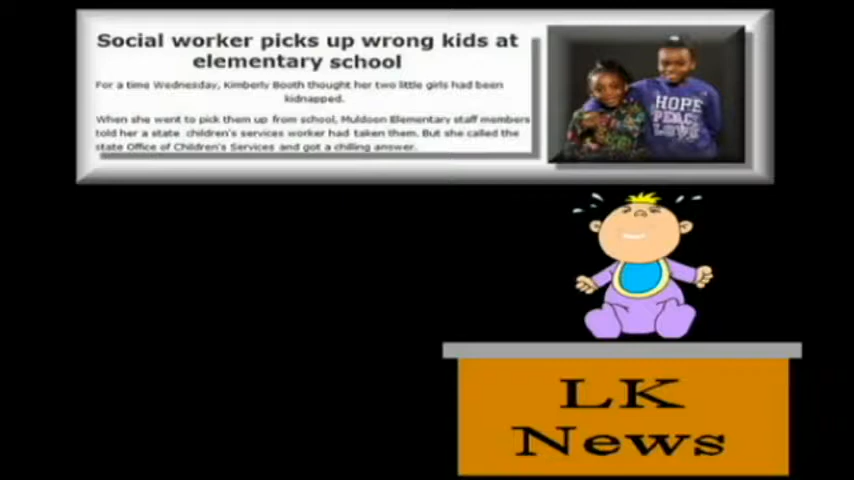 Social worker picks up wrong kids at
elementary school
For a time Wednesday, Kimberly Booth thought her two little girls had been
kidnapped.
When she went to pick them up from school, Muldoon Elementary staff members
told her a state children's services worker had taken them. But she called the
state Office of Children's Services and got a chilling answer.
HOPE
PEACE
LOVE
LK
News